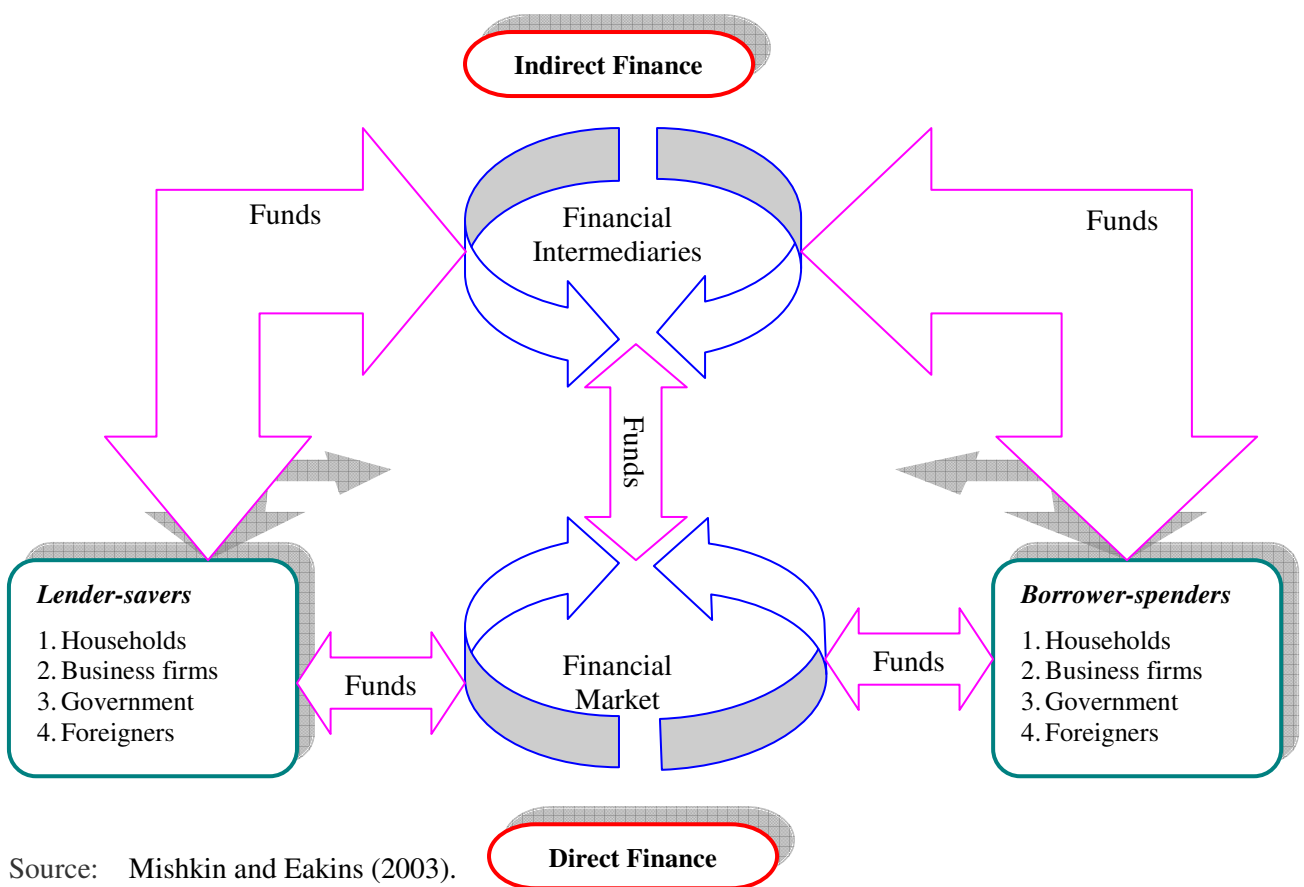 Indirect Finance
Funds
Financial
Intermediaries
Funds
Funds
Lender-savers
1. Households
2. Business firms
3. Government
4. Foreigners
Funds
Financial
Market
Funds
Borrower-spenders
1. Households
2. Business firms
3. Government
4. Foreigners
Direct Finance
Source: Mishkin and Eakins (2003).